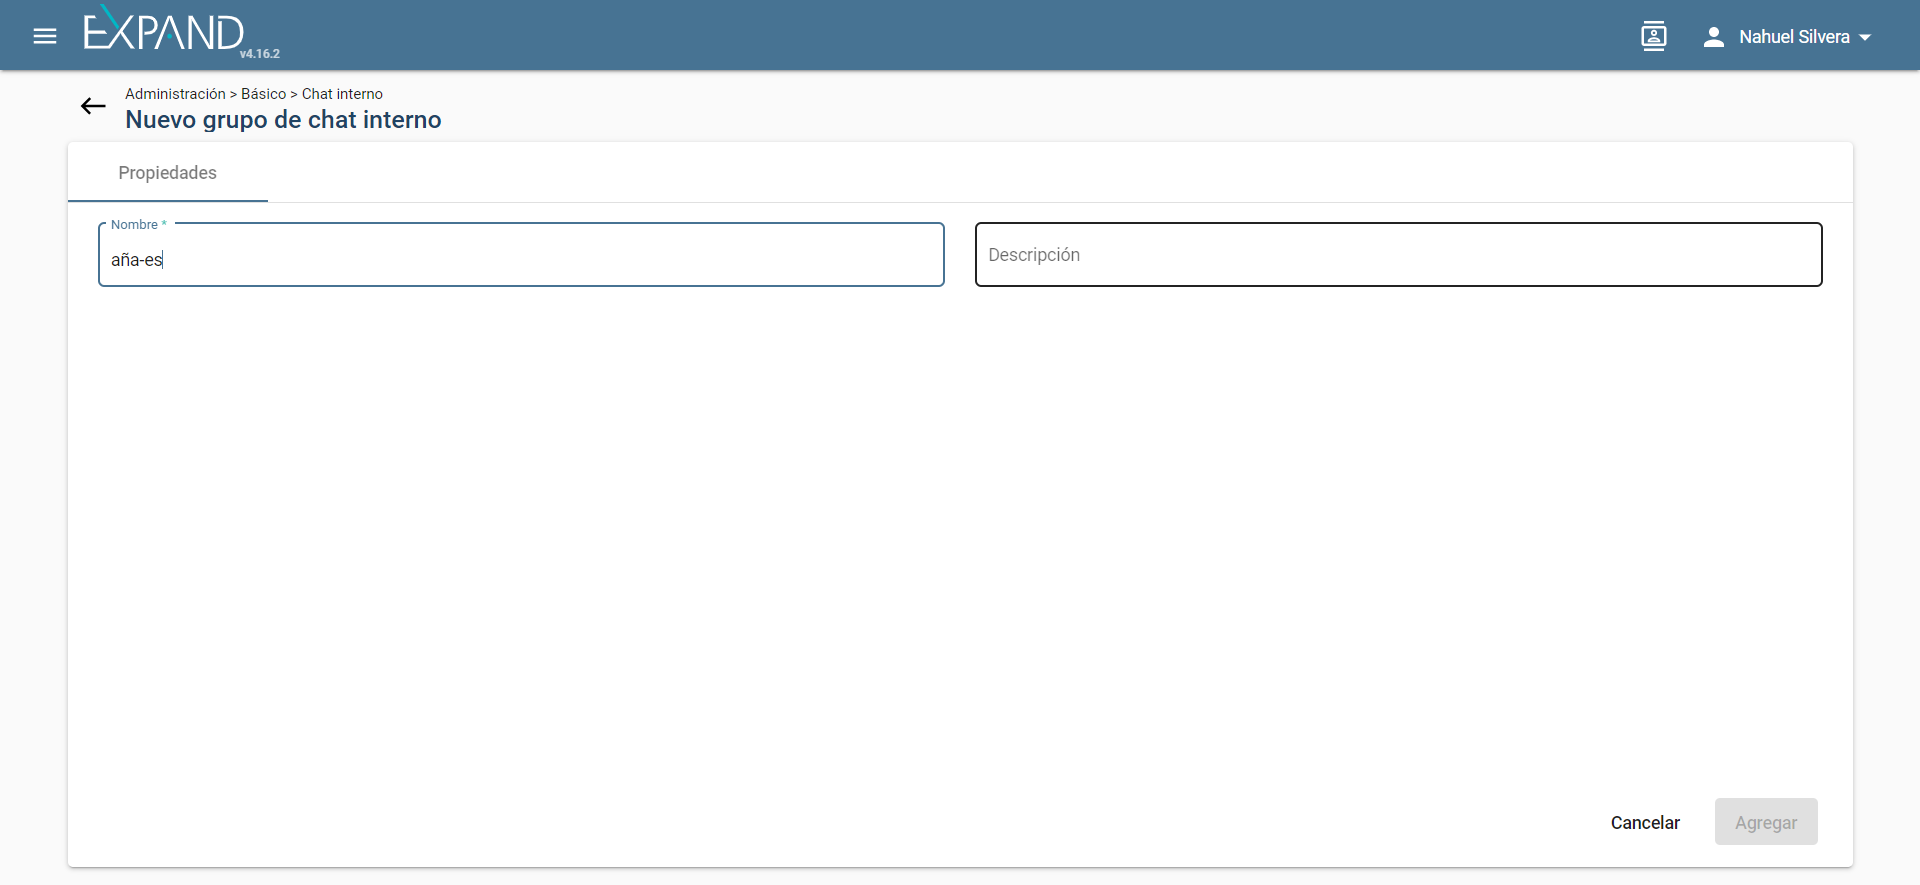 EXPAND
v4.16.2
Nahuel Silvera
Administración > Básico > Chat interno
Nuevo grupo de chat interno
Propiedades
Nombre *
aña-es
Descripción
Cancelar
Agregar